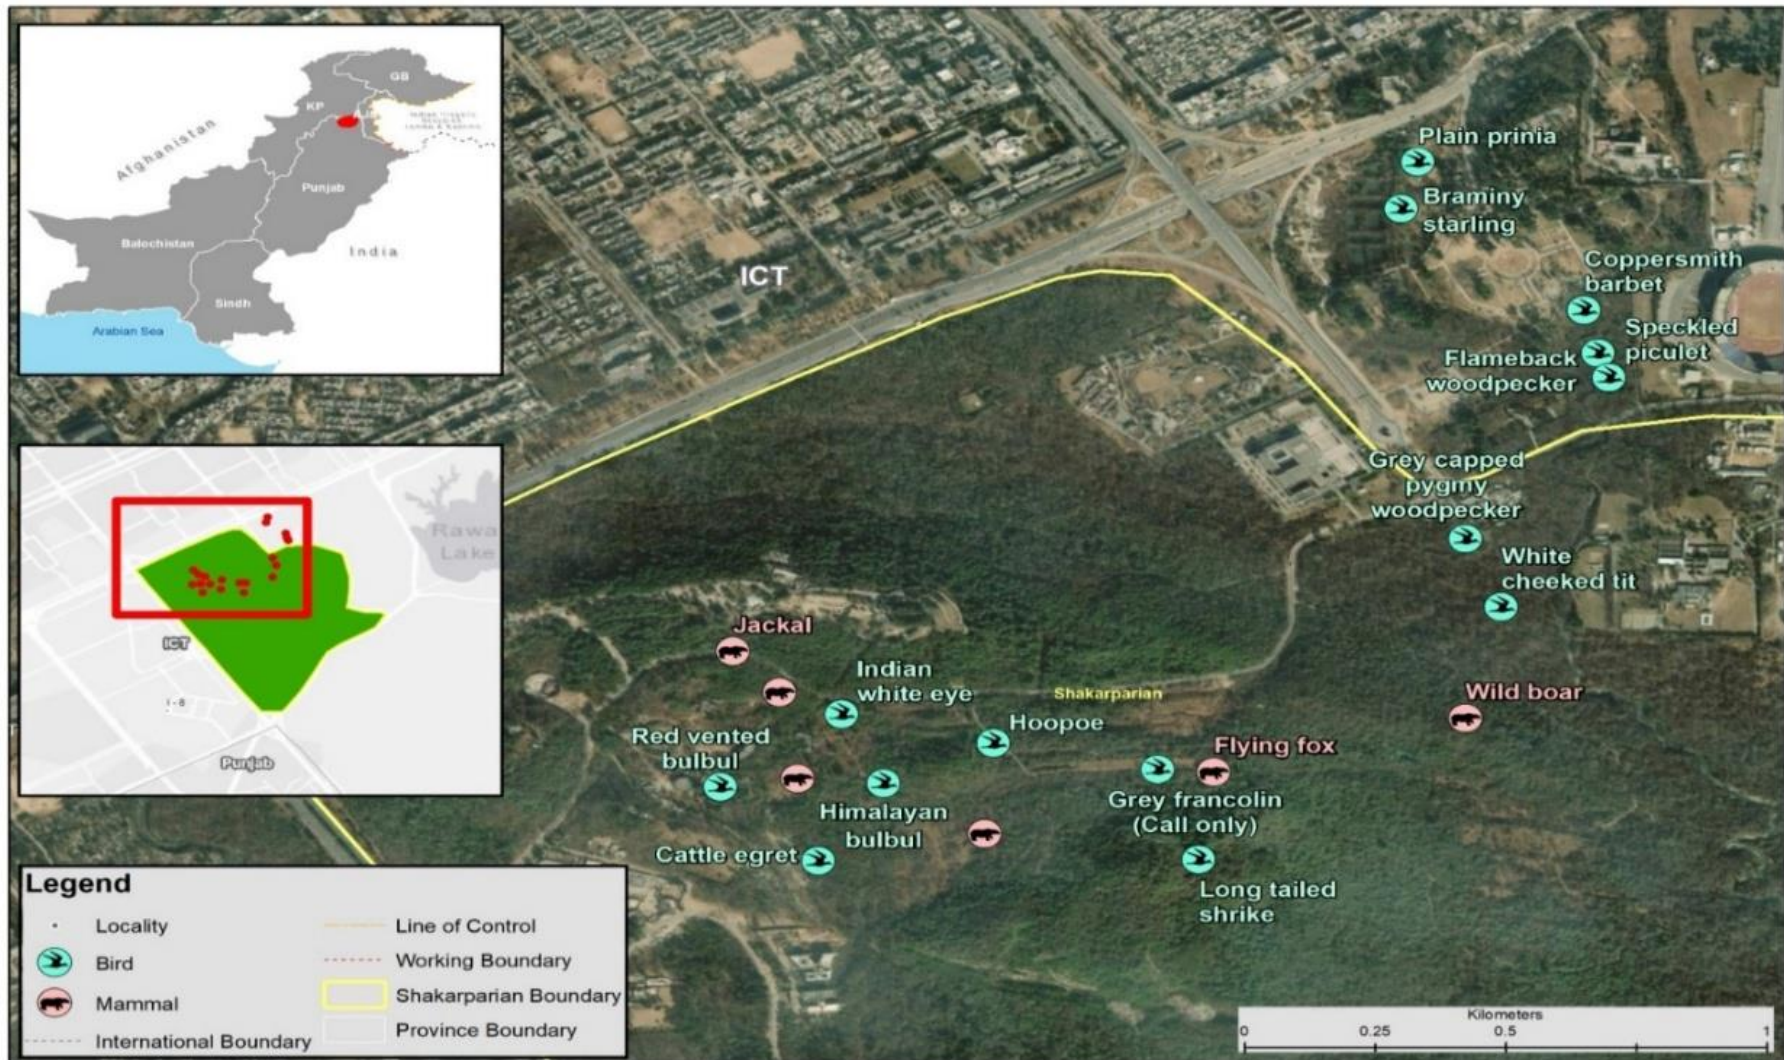 GB
KP
AJK
Afghanistan
Punjab
Balochistan
India
Sindh
Arabian Sea
Rawa
Lake
ICT
I - 8
Punjab
ICT
Plain prinia
Braminy
starling
Coppersmith
barbet
Speckled
piculet
Flameback
woodpecker
Grey capped
pygmy
woodpecker
White
cheeked tit
Jackal
Indian
white eye
Shakarparian
Wild boar
Hoopoe
Red vented
bulbul
Flying fox
Himalayan
bulbul
Grey francolin
(Call only)
Cattle egret
Long tailed
shrike
Legend
Locality
Bird
Mammal
International Boundary
Line of Control
Working Boundary
Shakarparian Boundary
Province Boundary
Kilometers
0 0.25 0.5 1